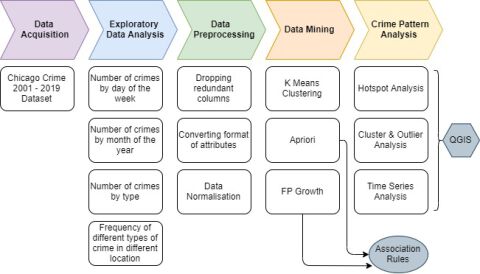 Data
Acquisition
Exploratory
Data Analysis
Data
Preprocessing
Data Mining
Crime Pattern
Analysis
Chicago Crime
2001 - 2019
Dataset
Number of crimes
by day of the
week
Number of crimes
by month of the
year
Number of crimes
by type
Frequency of
different types of
crime in different
location
Dropping
redundant
columns
Converting format
of attributes
Data
Normalisation
K Means
Clustering
Apriori
FP Growth
Hotspot Analysis
Cluster & Outlier
Analysis
Time Series
Analysis
QGIS
Association
Rules